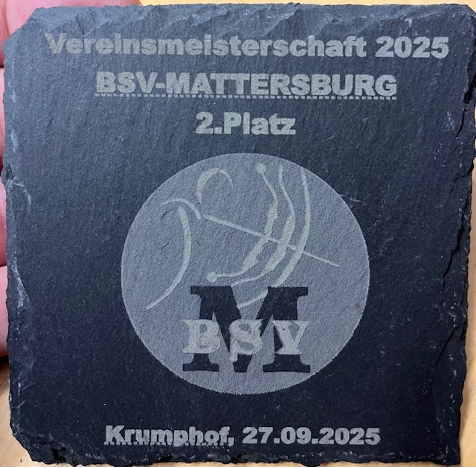 Vereinsmeisterschaft 2025
BSV-MATTERSBURG
2.Platz
M
BSV
Krumphof, 27.09.2025